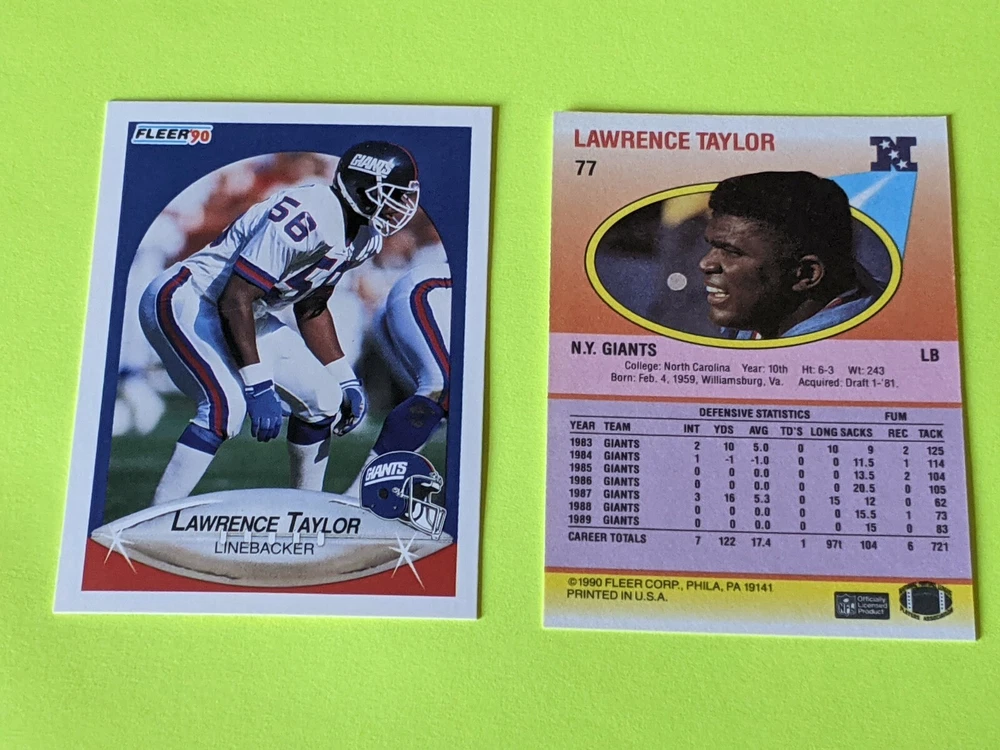 FLEER'90
GIANTS
56
56
GIANTS
LAWRENCE TAYLOR
LINEBACKER
LAWRENCE TAYLOR
77
N
N.Y. GIANTS LB
College: North Carolina Year: 10th Ht: 6-3 Wt: 243
Born: Feb. 4, 1959, Williamsburg, Va. Acquired: Draft 1-'81.
DEFENSIVE STATISTICS FUM
YEAR TEAM INT YDS AVG TD'S LONG SACKS REC TACK
1983 GIANTS 2 10 5.0 0 10 9 2 125
1984 GIANTS 1 -1 -1.0 0 0 11.5 1 114
1985 GIANTS 0 0 0.0 0 0 13.5 2 104
1986 GIANTS 0 0 0.0 0 0 20.5 0 105
1987 GIANTS 3 16 5.3 0 15 12 0 62
1988 GIANTS 0 0 0.0 0 0 15.5 1 73
1989 GIANTS 0 0 0.0 0 0 15 0 83
CAREER TOTALS 7 122 17.4 1 97t 104 6 721
©1990 FLEER CORP., PHILA, PA 19141
PRINTED IN U.S.A.
NFL
Officially
Licensed
Product